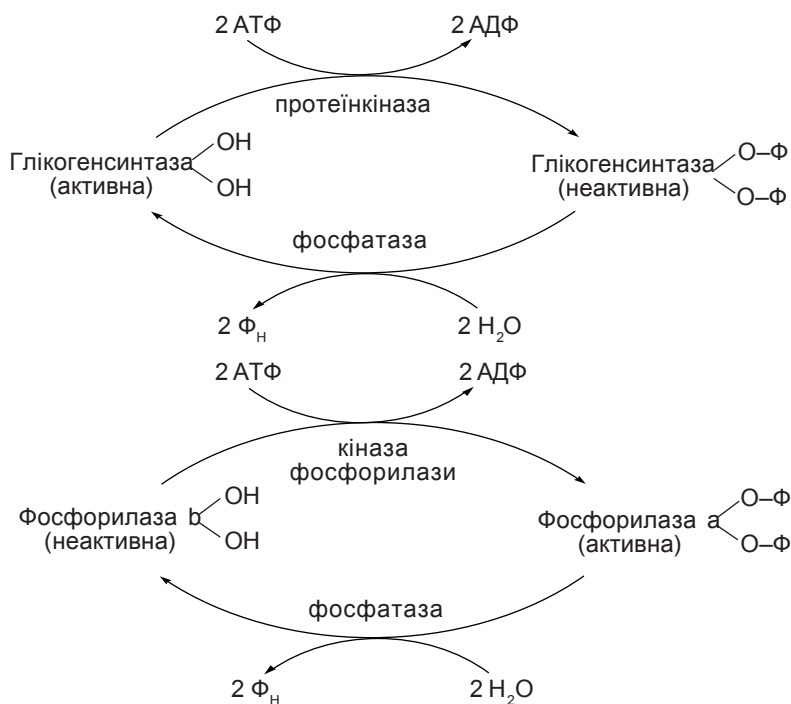 2 АТФ 2 АДФ
протеїнкіназа
Глікогенсинтаза OH
(активна) OH
Глікогенсинтаза О–Ф
(неактивна) О–Ф
фосфатаза
2 Фн 2 H₂O
2 АТФ 2 АДФ
кіназа
фосфорилази
Фосфорилаза b OH
(неактивна) OH
Фосфорилаза а О–Ф
(активна) О–Ф
фосфатаза
2 Фн 2 H₂O